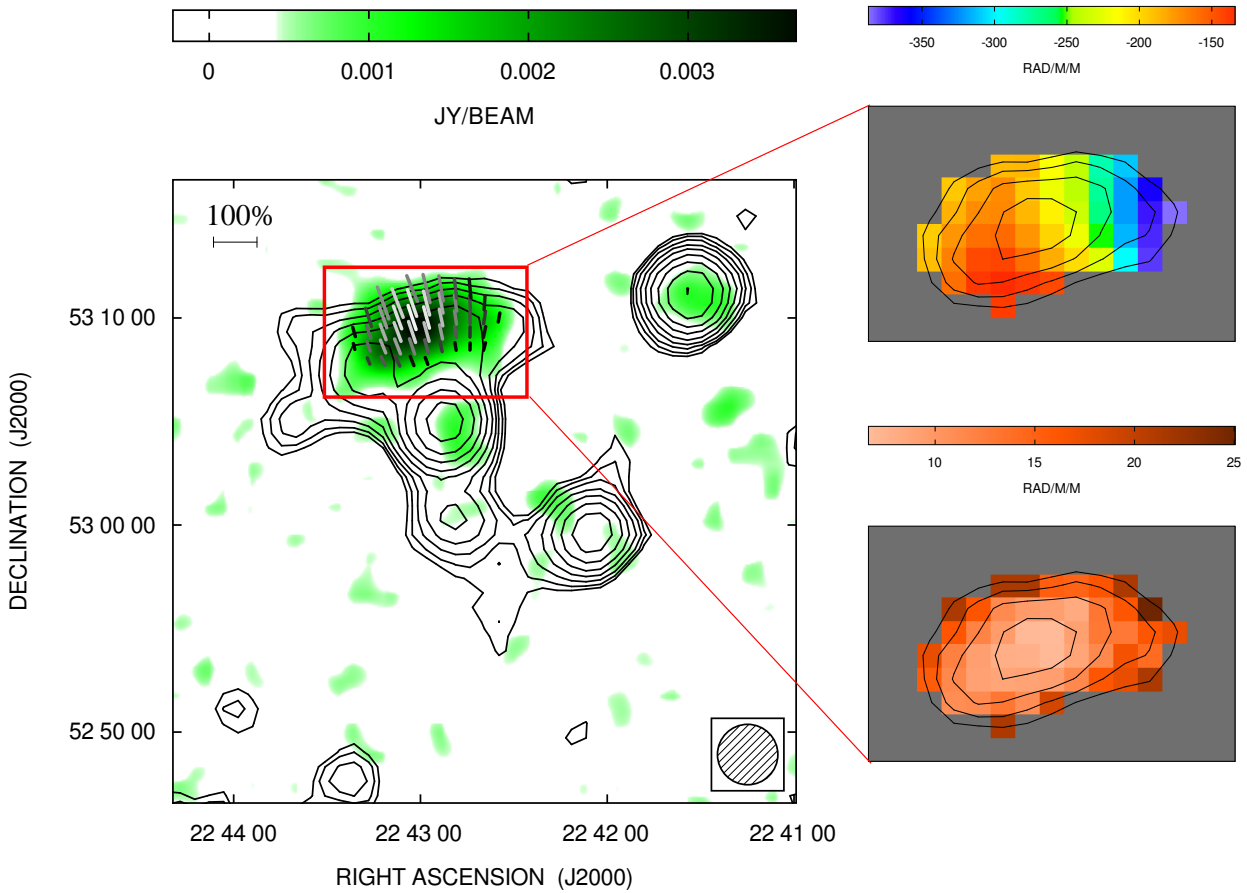 0 0.001 0.002 0.003
JY/BEAM
-350 -300 -250 -200 -150
RAD/M/M
100%
53 10 00
53 00 00
52 50 00
DECLINATION (J2000)
22 44 00 22 43 00 22 42 00 22 41 00
RIGHT ASCENSION (J2000)
10 15 20 25
RAD/M/M